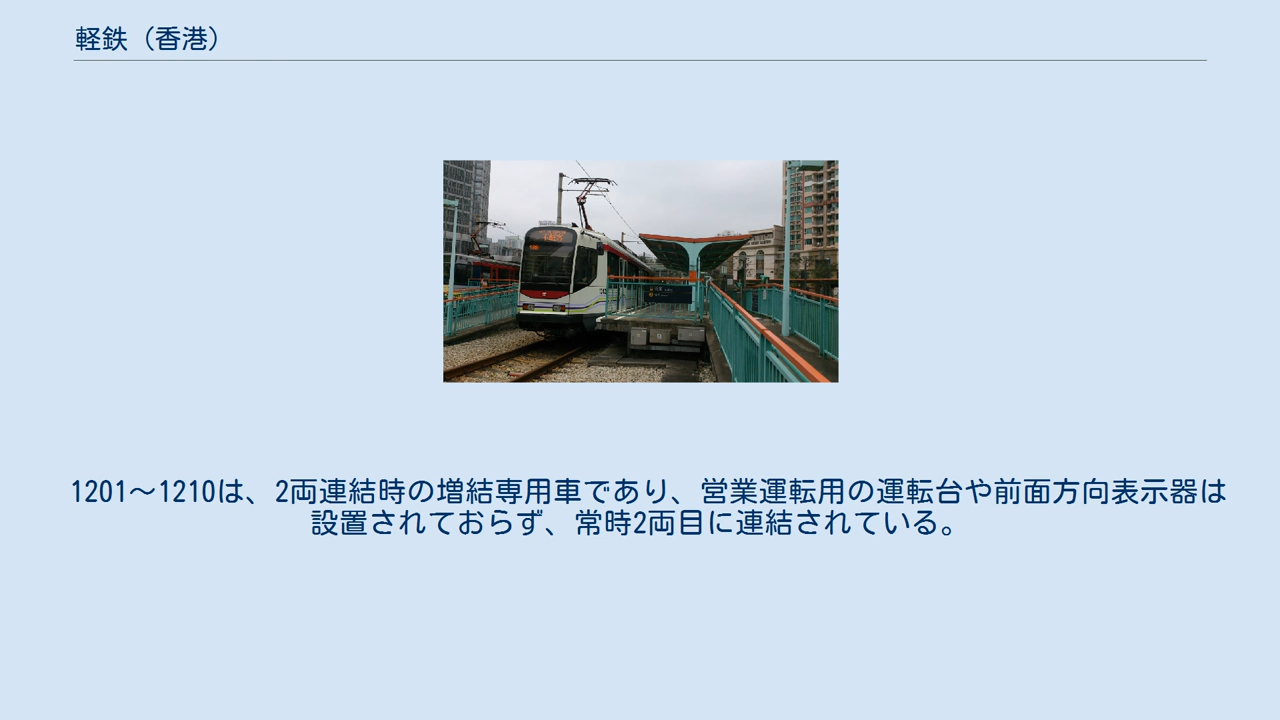 軽鉄（香港）
1201～1210は、2両連結時の増結専用車であり、営業運転用の運転台や前面方向表示器は
設置されておらず、常時2両目に連結されている。